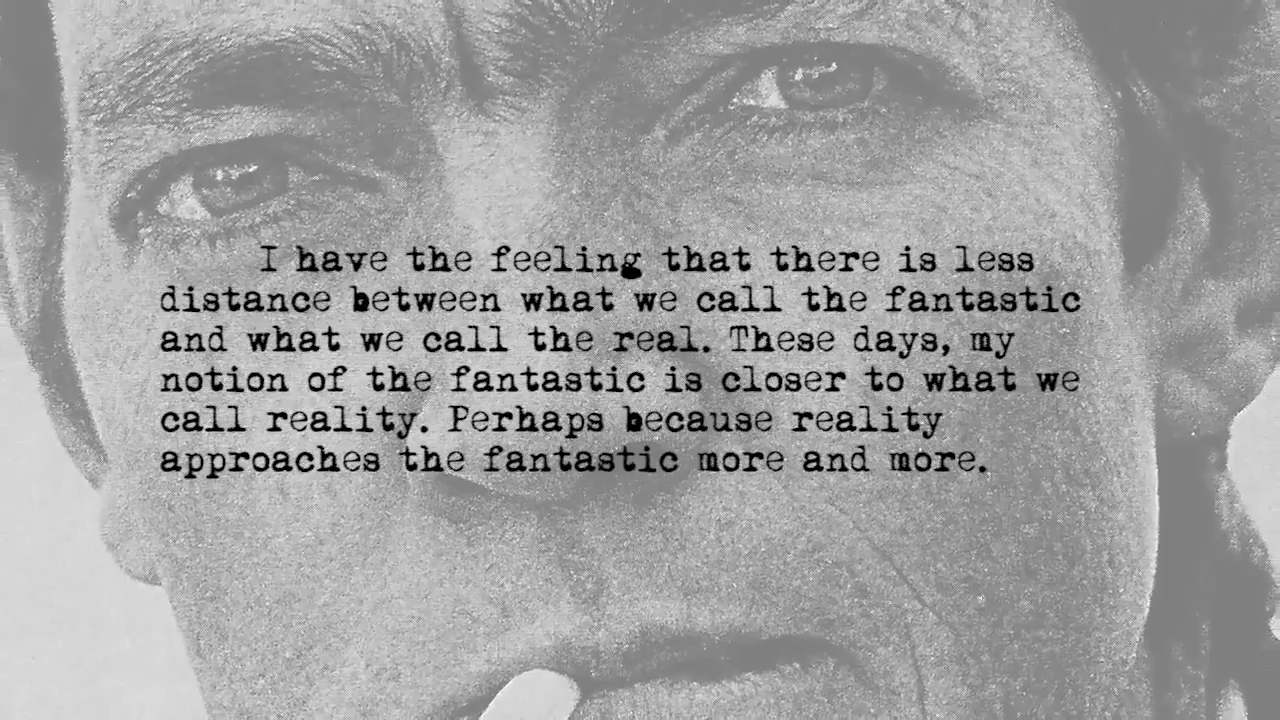 I have the feeling that there is less
distance between what we call the fantastic
and what we call the real. These days, my
notion of the fantastic is closer to what we
call reality. Perhaps because reality
approaches the fantastic more and more.